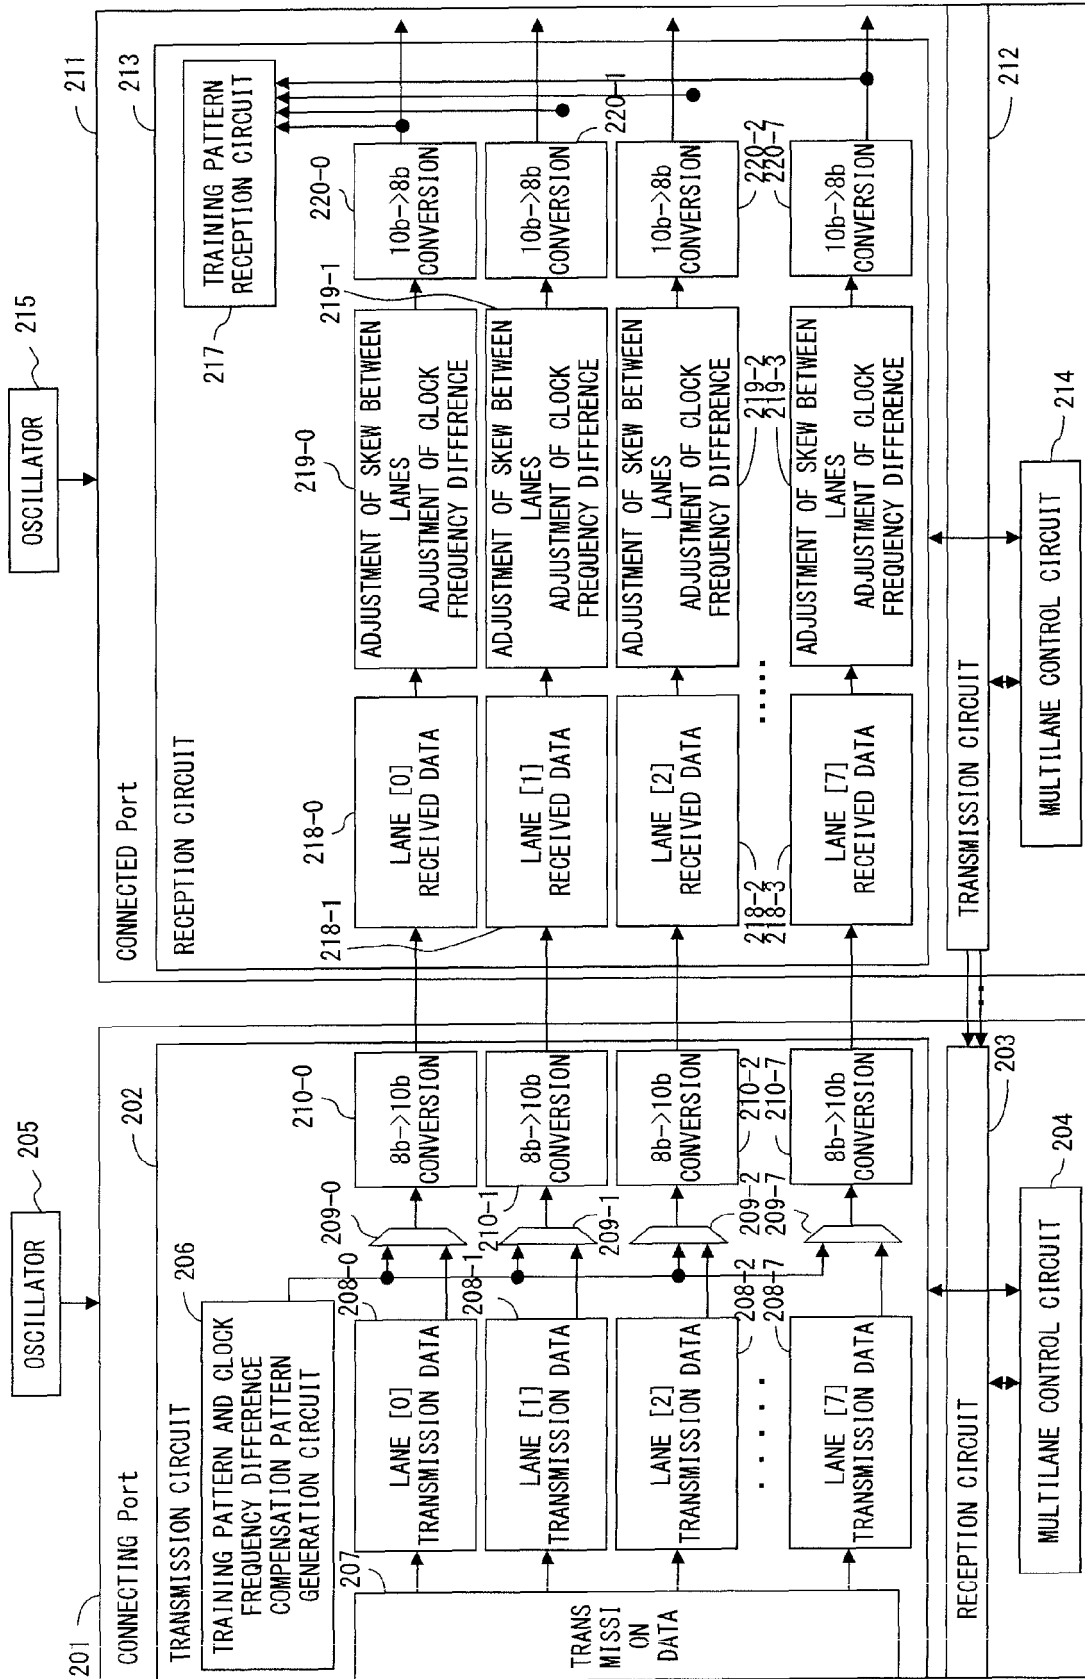 OSCILLATOR
205
OSCILLATOR
215
201
CONNECTING Port
202
TRANSMISSION CIRCUIT
206
TRAINING PATTERN AND CLOCK
FREQUENCY DIFFERENCE
COMPENSATION PATTERN
GENERATION CIRCUIT
207
TRANS
MISSI
ON
DATA
208-0
LANE [0]
TRANSMISSION DATA
208-1
LANE [1]
TRANSMISSION DATA
LANE [2]
TRANSMISSION DATA
208-2
208-7
LANE [7]
TRANSMISSION DATA
209-0
209-1
209-2
209-7
210-0
8b->10b
CONVERSION
210-1
8b->10b
CONVERSION
8b->10b
CONVERSION
210-2
210-7
8b->10b
CONVERSION
RECEPTION CIRCUIT
203
MULTILANE CONTROL CIRCUIT
204
CONNECTED Port
211
RECEPTION CIRCUIT
213
TRAINING PATTERN
RECEPTION CIRCUIT
217
218-0
LANE [0]
RECEIVED DATA
218-1
LANE [1]
RECEIVED DATA
LANE [2]
RECEIVED DATA
218-2
218-3
LANE [7]
RECEIVED DATA
219-0
ADJUSTMENT OF SKEW BETWEEN
LANES
ADJUSTMENT OF CLOCK
FREQUENCY DIFFERENCE
219-1
ADJUSTMENT OF SKEW BETWEEN
LANES
ADJUSTMENT OF CLOCK
FREQUENCY DIFFERENCE
ADJUSTMENT OF SKEW BETWEEN
LANES
ADJUSTMENT OF CLOCK
FREQUENCY DIFFERENCE
219-2
219-3
ADJUSTMENT OF SKEW BETWEEN
LANES
ADJUSTMENT OF CLOCK
FREQUENCY DIFFERENCE
220-0
10b->8b
CONVERSION
220-1
10b->8b
CONVERSION
10b->8b
CONVERSION
220-2
220-7
10b->8b
CONVERSION
TRANSMISSION CIRCUIT
212
MULTILANE CONTROL CIRCUIT
214